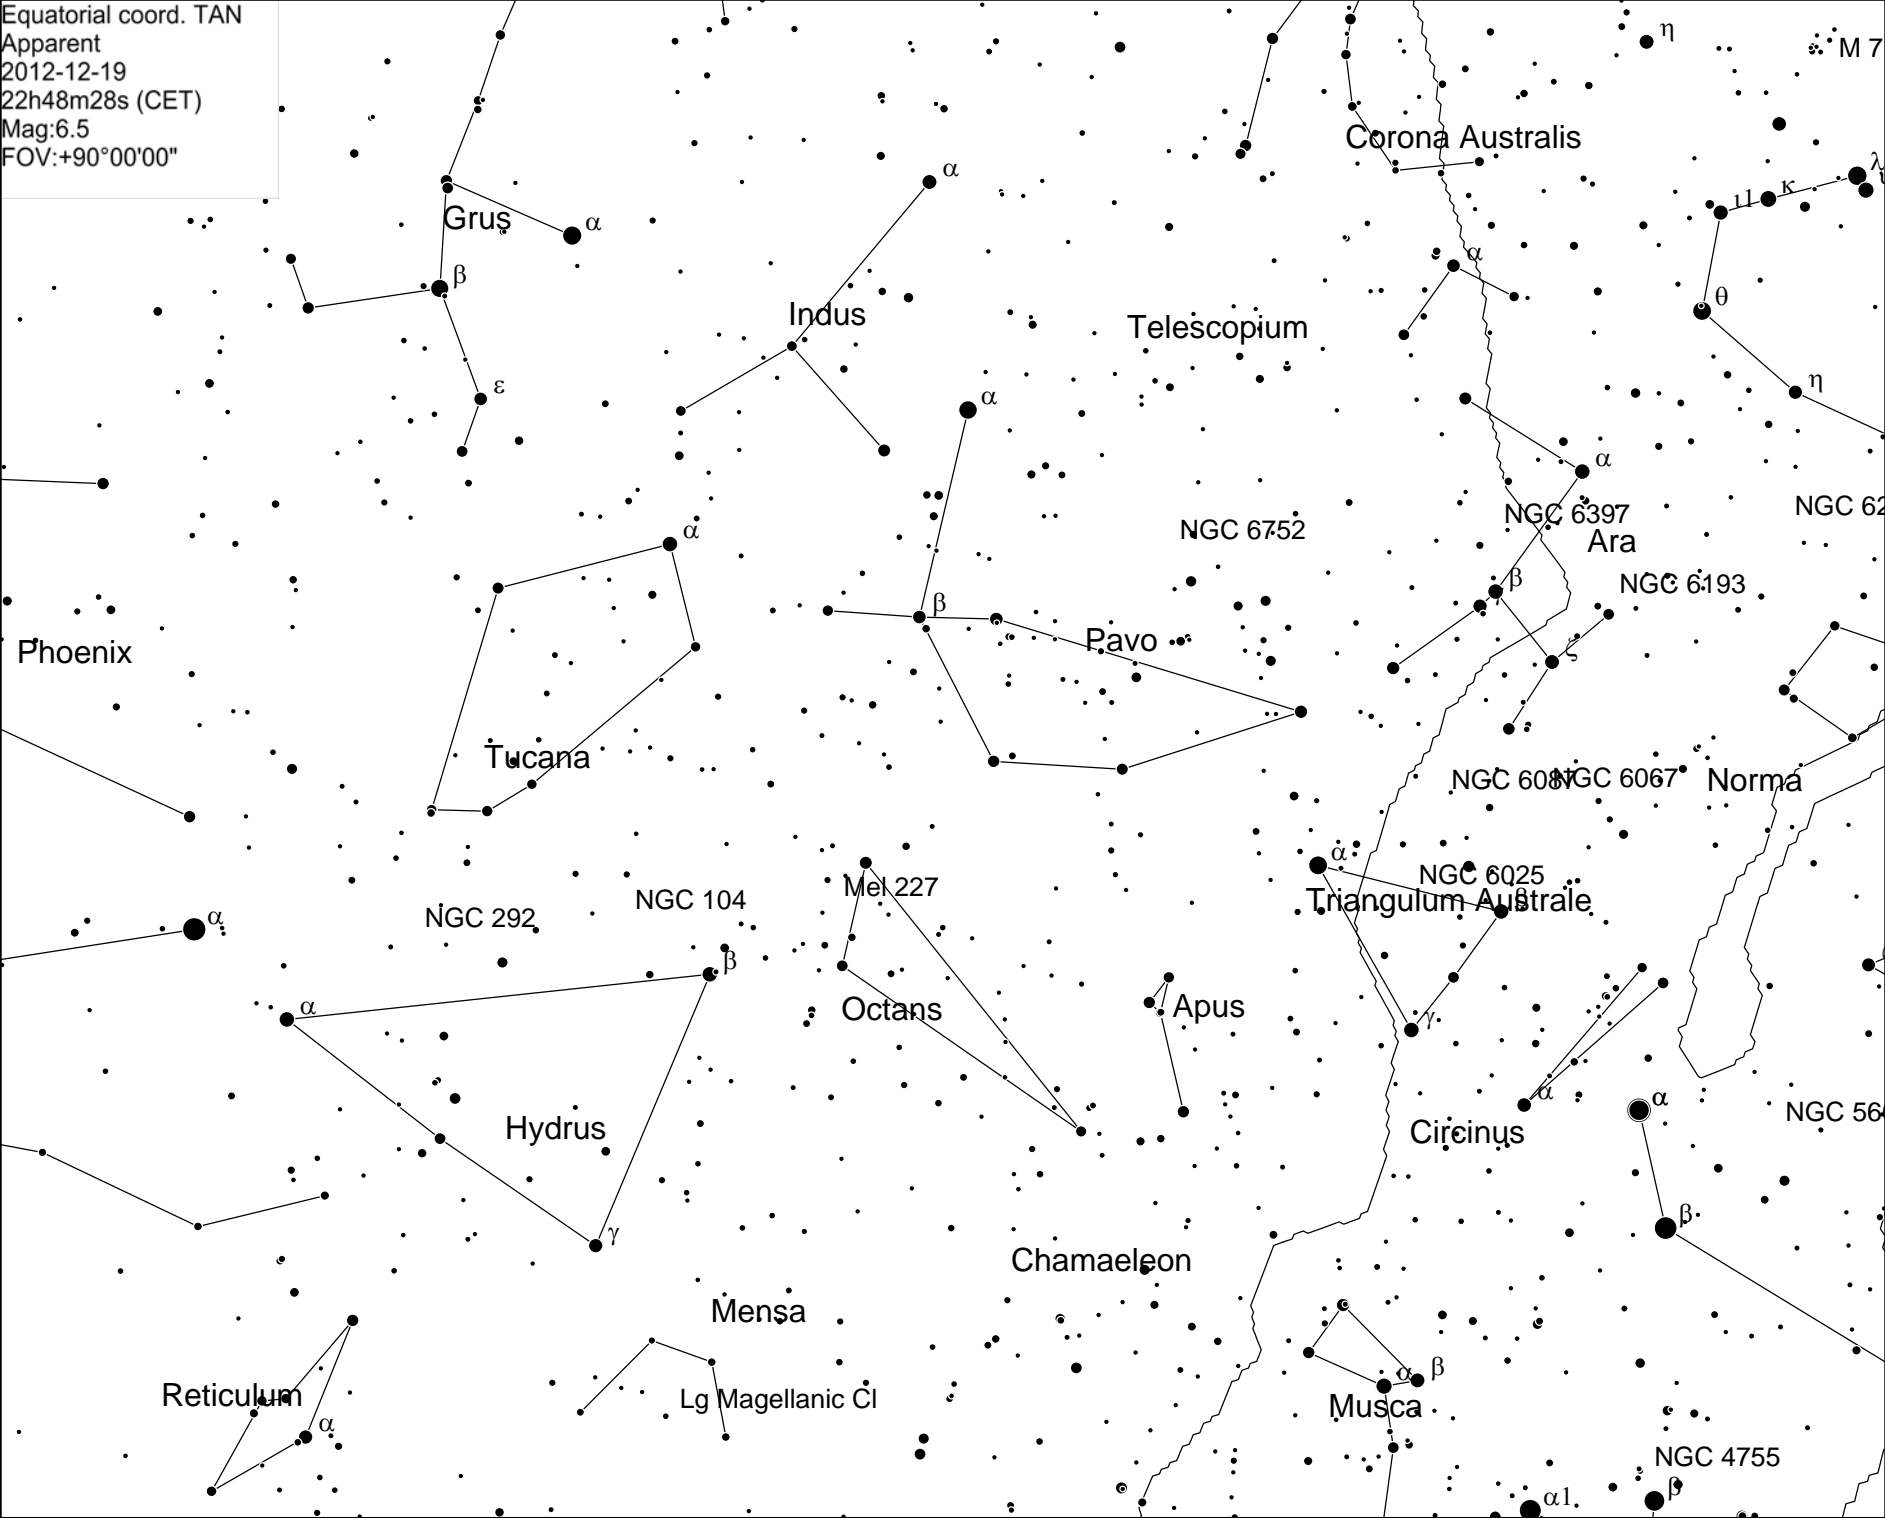 Equatorial coord. TAN
Apparent
2012-12-19
22h48m28s (CET)
Mag:6.5
FOV:+90°00'00"
η
M 7
Corona Australis
α
λ
κ
ι1
Grus
α
α
β
θ
Indus
Telescopium
ε
η
α
α
NGC 6397
NGC 62
NGC 6752
α
Ara
β
NGC 6193
β
Phoenix
Pavo
ζ
Tucana
NGC 6087
NGC 6067
Norma
α
Mel 227
NGC 6025
NGC 104
Triangulum Australe
β
NGC 292
α
β
α
Octans
Apus
γ
α
α
NGC 56
Hydrus
Circinus
β
γ
Chamaeleon
Mensa
α
β
Reticulum
Lg Magellanic Cl
Musca
α
NGC 4755
α1
β